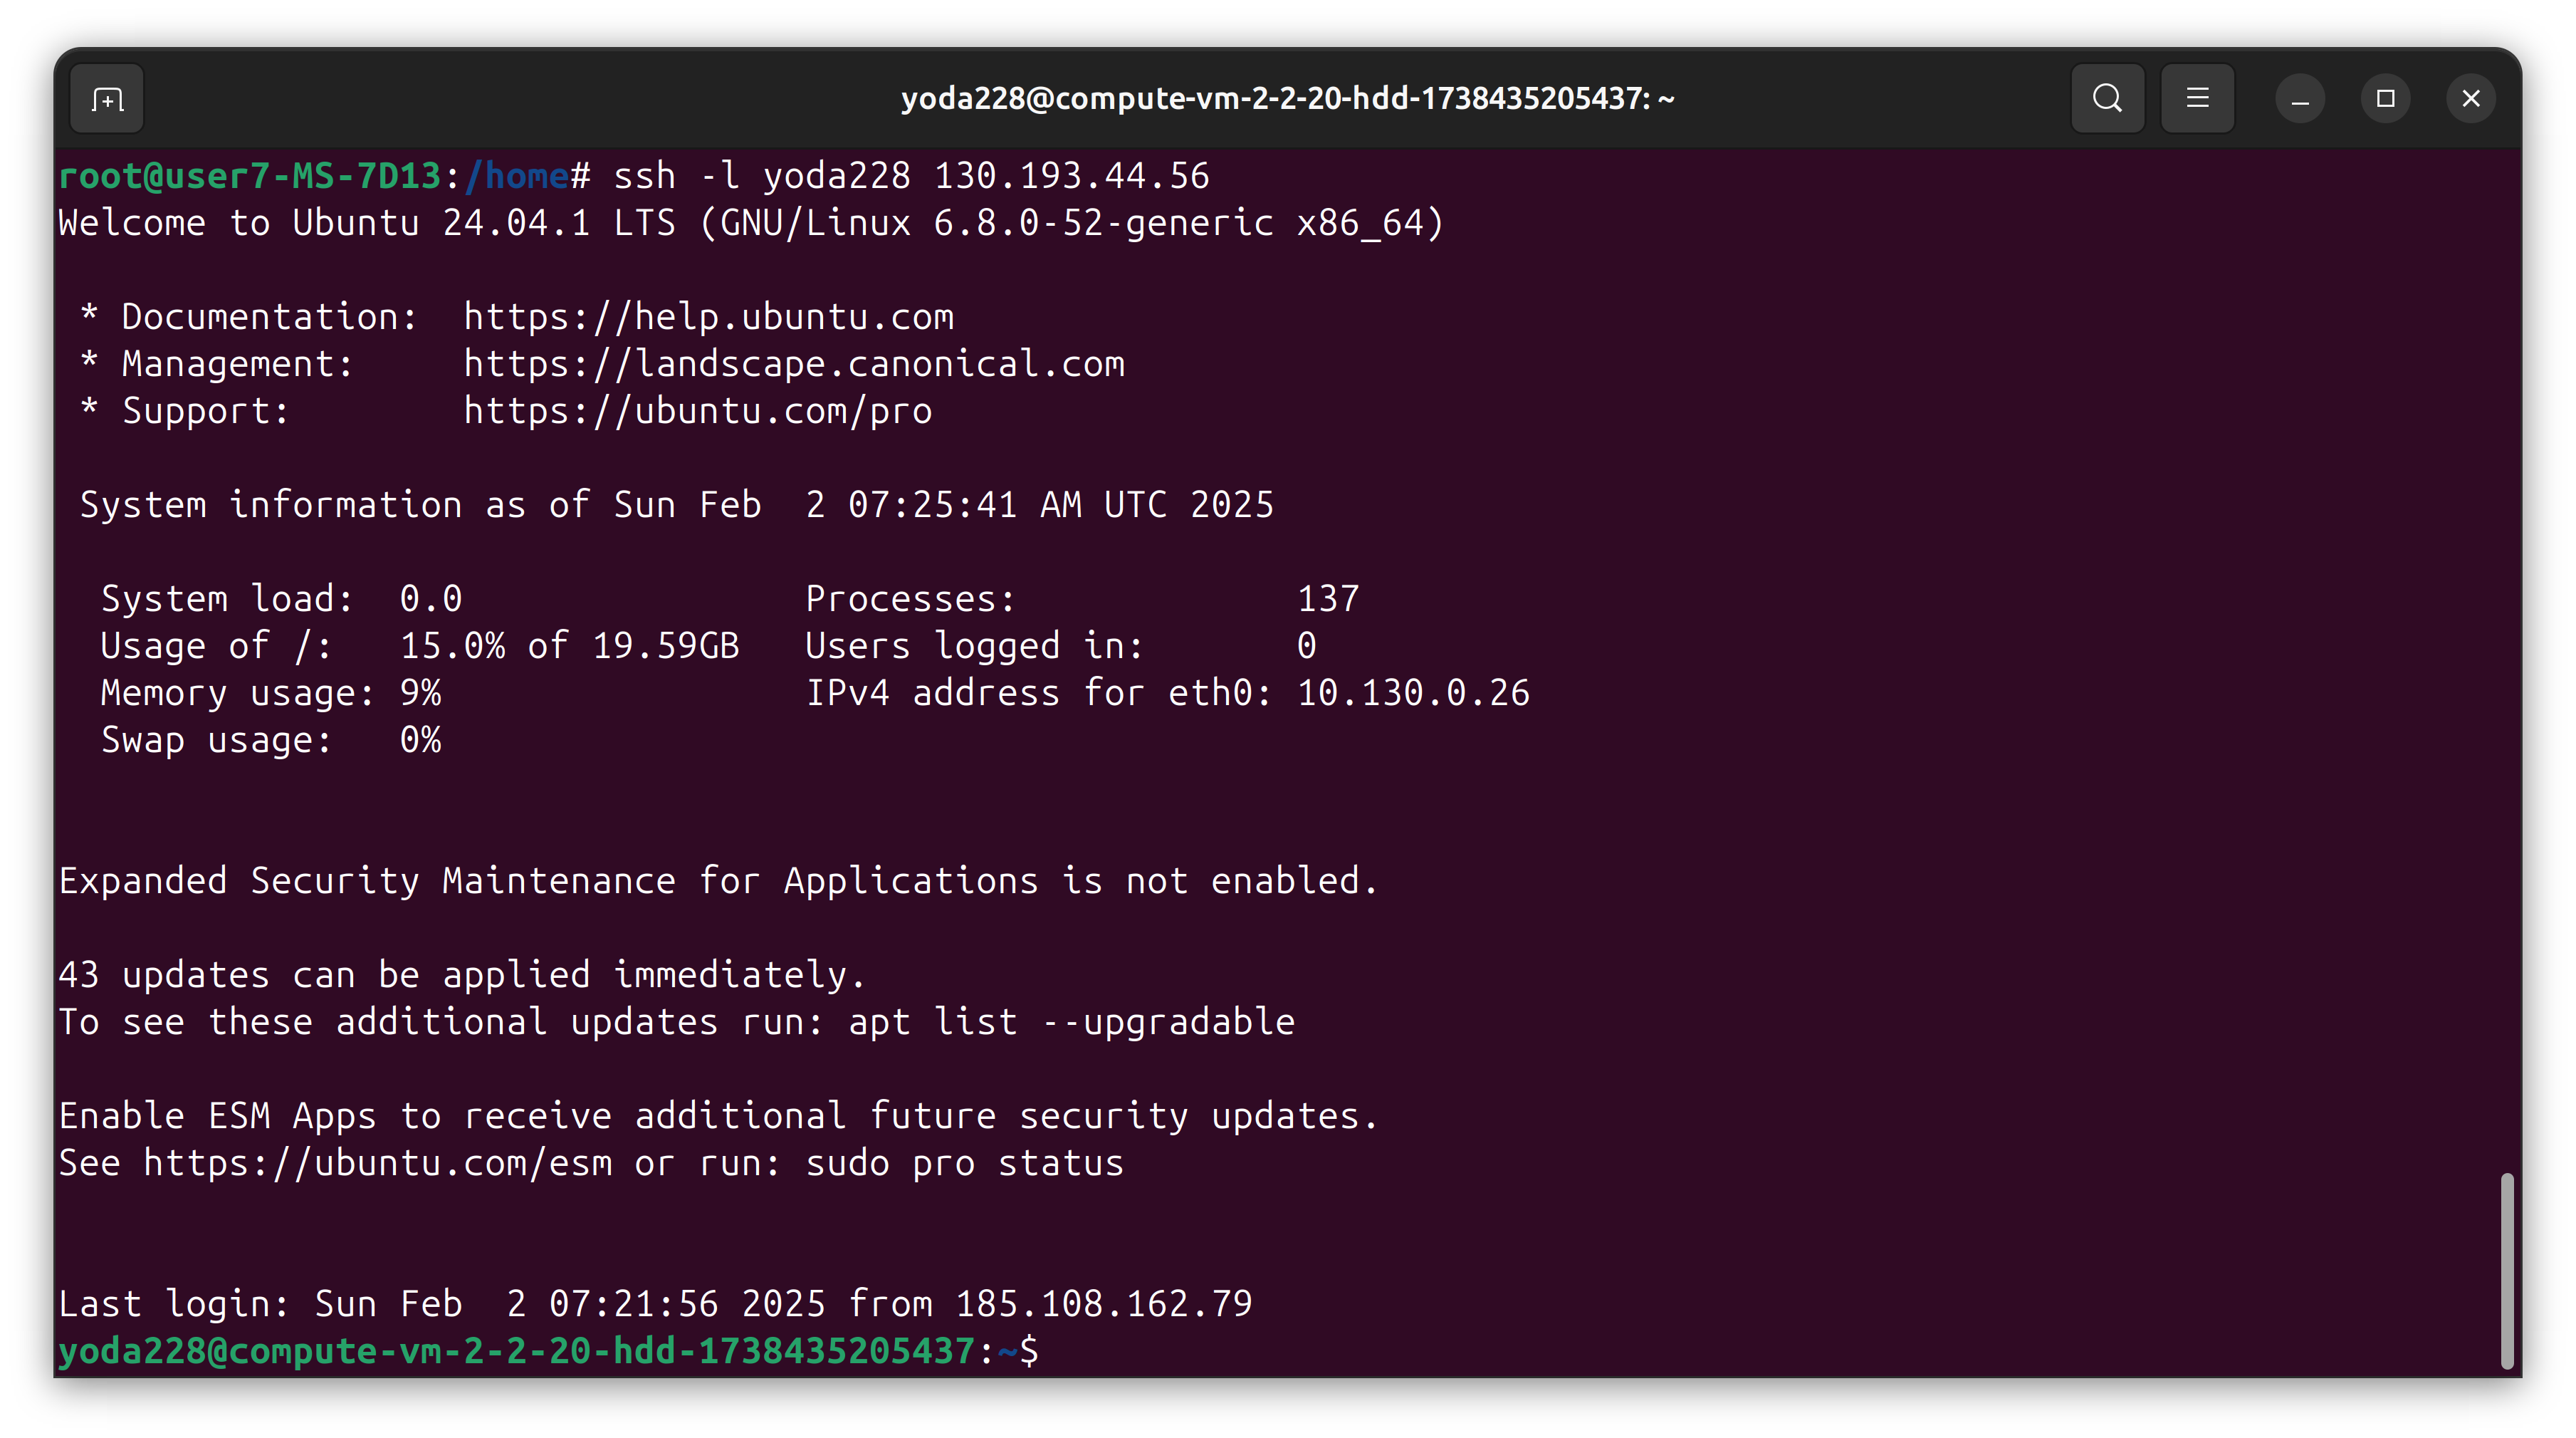 yoda228@compute-vm-2-2-20-hdd-1738435205437: ~
root@user7-MS-7D13:/home# ssh -l yoda228 130.193.44.56
Welcome to Ubuntu 24.04.1 LTS (GNU/Linux 6.8.0-52-generic x86_64)
* Documentation:  https://help.ubuntu.com
* Management:     https://landscape.canonical.com
* Support:        https://ubuntu.com/pro
System information as of Sun Feb  2 07:25:41 AM UTC 2025
System load:  0.0                Processes:             137
Usage of /:   15.0% of 19.59GB   Users logged in:       0
Memory usage: 9%                 IPv4 address for eth0: 10.130.0.26
Swap usage:   0%
Expanded Security Maintenance for Applications is not enabled.
43 updates can be applied immediately.
To see these additional updates run: apt list --upgradable
Enable ESM Apps to receive additional future security updates.
See https://ubuntu.com/esm or run: sudo pro status
Last login: Sun Feb  2 07:21:56 2025 from 185.108.162.79
yoda228@compute-vm-2-2-20-hdd-1738435205437:~$